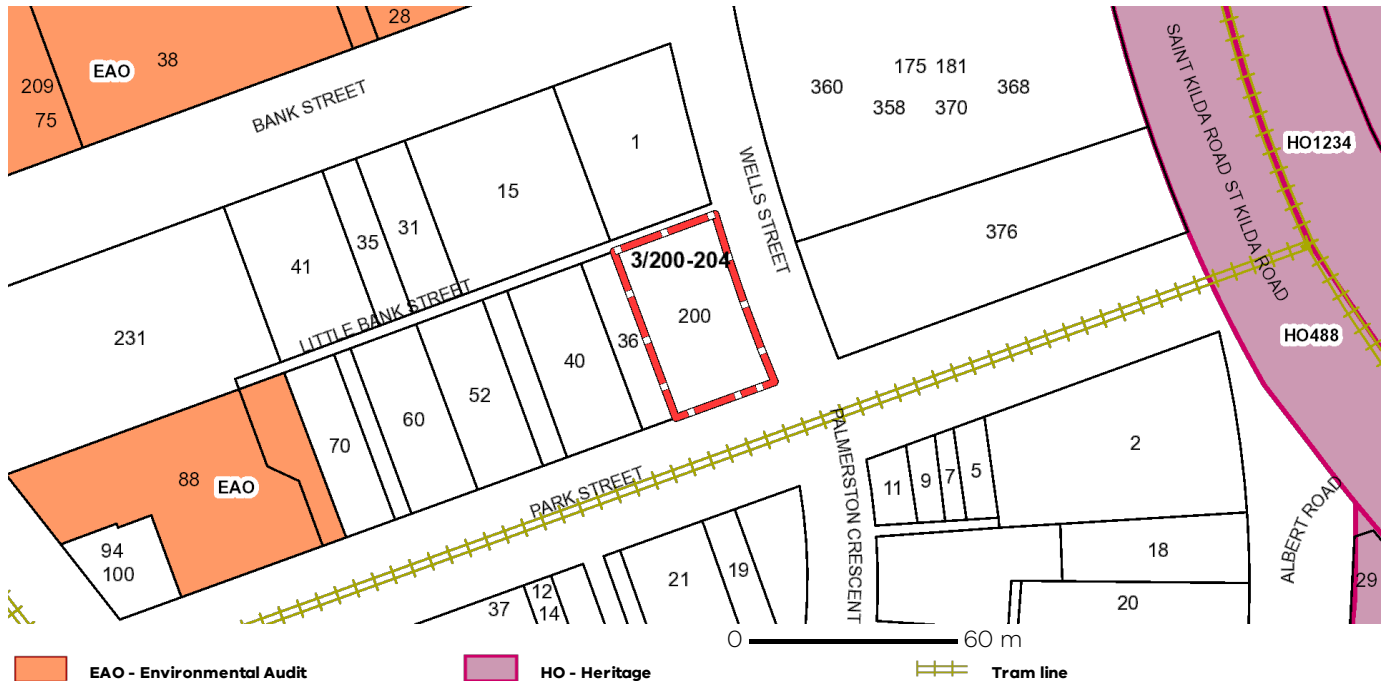 28
38
EAO
209
75
BANK STREET
360
175 181
368
358
370
SAINT KILDA ROAD ST KILDA ROAD
HO1234
1
WELLS STREET
15
31
35
41
376
3/200-204
200
LITTLE BANK STREET
231
36
40
52
60
70
HO488
88
EAO
PARK STREET
PALMERSTON CRESCENT
2
11
9
7
5
94
100
37
12
14
21
19
18
20
ALBERT ROAD
29
0
60 m
EAO - Environmental Audit
HO - Heritage
Tram line